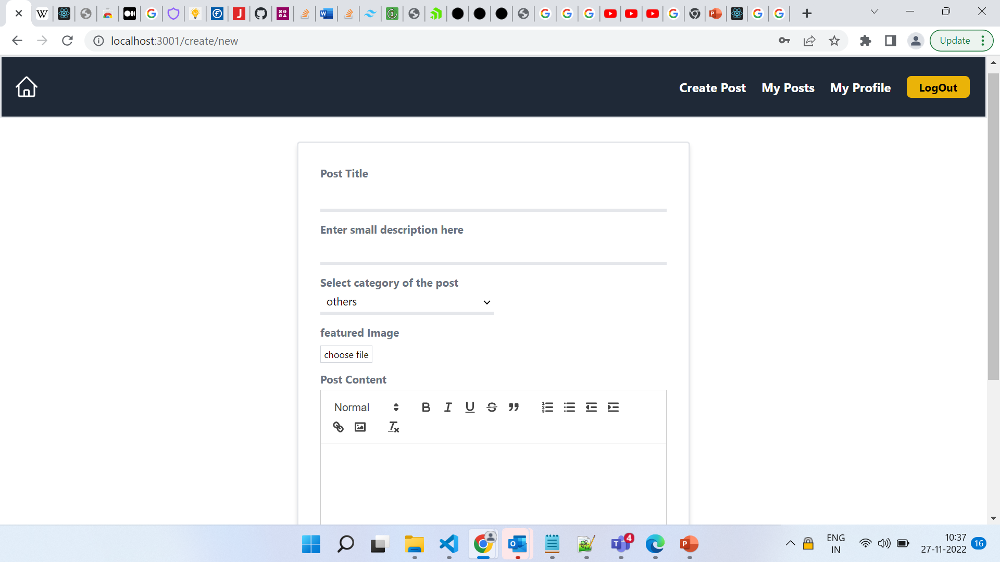 localhost:3001/create/new
Update
Create Post
My Posts
My Profile
LogOut
Post Title
Enter small description here
Select category of the post
others
featured Image
choose file
Post Content
Normal
4
ENG
IN
10:37
27-11-2022
16